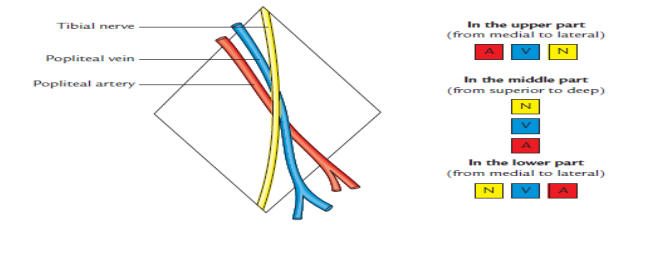 Tibial nerve
Popliteal vein
Popliteal artery
In the upper part
(from medial to lateral)
A V N
In the middle part
(from superior to deep)
N
V
A
In the lower part
(from medial to lateral)
N V A